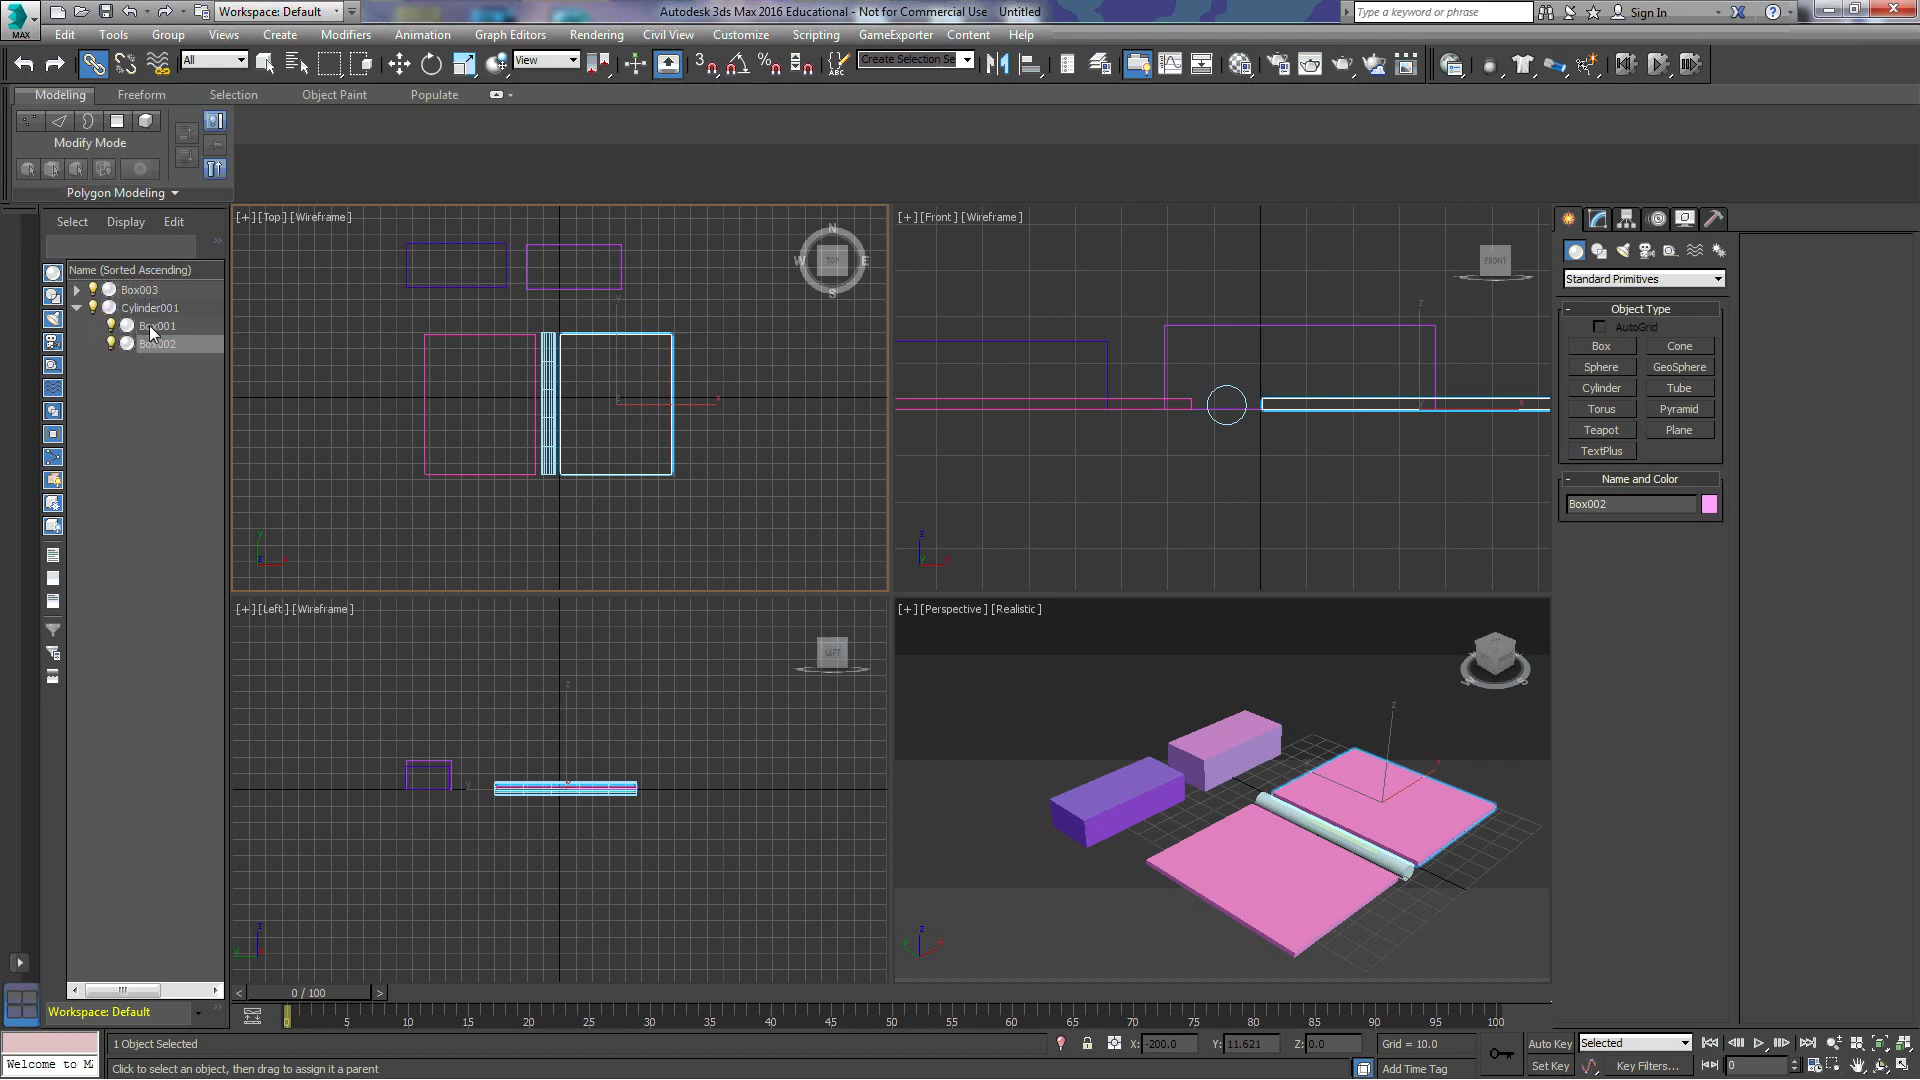 Workspace: Default
Autodesk 3ds Max 2016 Educational - Not for Commercial Use Untitled
Type a keyword or phrase
Sign In
MAX
Edit Tools Group Views Create Modifiers Animation Graph Editors Rendering Civil View Customize Scripting GameExporter Content Help
All
View
3
ABC
Create Selection Se
Modeling Freeform Selection Object Paint Populate
Modify Mode
Polygon Modeling
Select Display Edit
Name (Sorted Ascending)
Box003
Cylinder001
Box001
Box002
[+] [Top] [Wireframe]
N
W TOP E
S
[+] [Front] [Wireframe]
FRONT
[+] [Left] [Wireframe]
LEFT
[+] [Perspective] [Realistic]
Standard Primitives
- Object Type
AutoGrid
Box Cone
Sphere GeoSphere
Cylinder Tube
Torus Pyramid
Teapot Plane
TextPlus
- Name and Color
Box002
< 0 / 100 >
Workspace: Default
0 5 10 15 20 25 30 35 40 45 50 55 60 65 70 75 80 85 90 95 100
1 Object Selected
X: -200.0 Y: 11.621 Z: 0.0 Grid = 10.0
Auto Key Selected
Welcome to M
Click to select an object, then drag to assign it a parent
Add Time Tag
Set Key Key Filters... 0